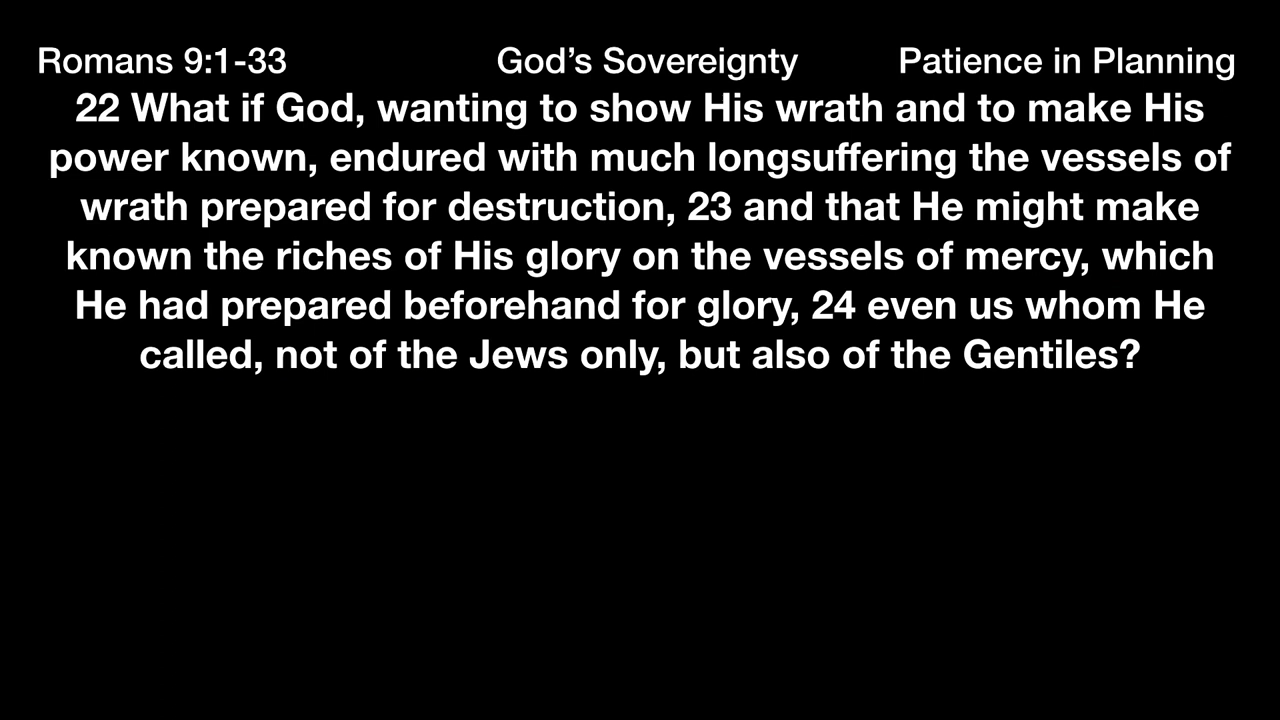 Romans 9:1-33 God’s Sovereignty Patience in Planning
22 What if God, wanting to show His wrath and to make His
power known, endured with much longsuffering the vessels of
wrath prepared for destruction, 23 and that He might make
known the riches of His glory on the vessels of mercy, which
He had prepared beforehand for glory, 24 even us whom He
called, not of the Jews only, but also of the Gentiles?